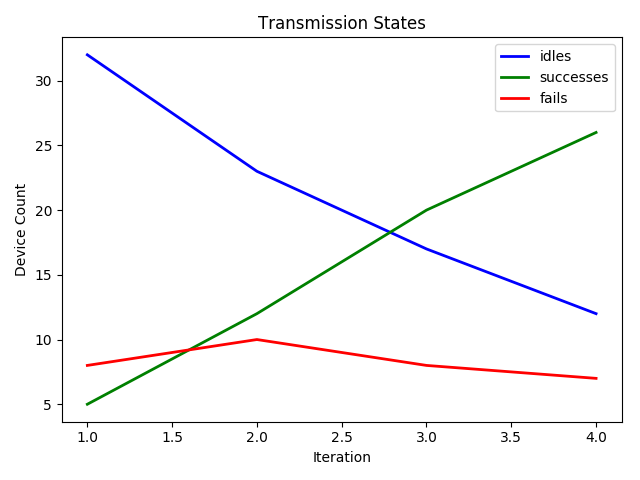 Transmission States
idles
successes
fails
Device Count
30
25
20
15
10
5
1.0 1.5 2.0 2.5 3.0 3.5 4.0
Iteration